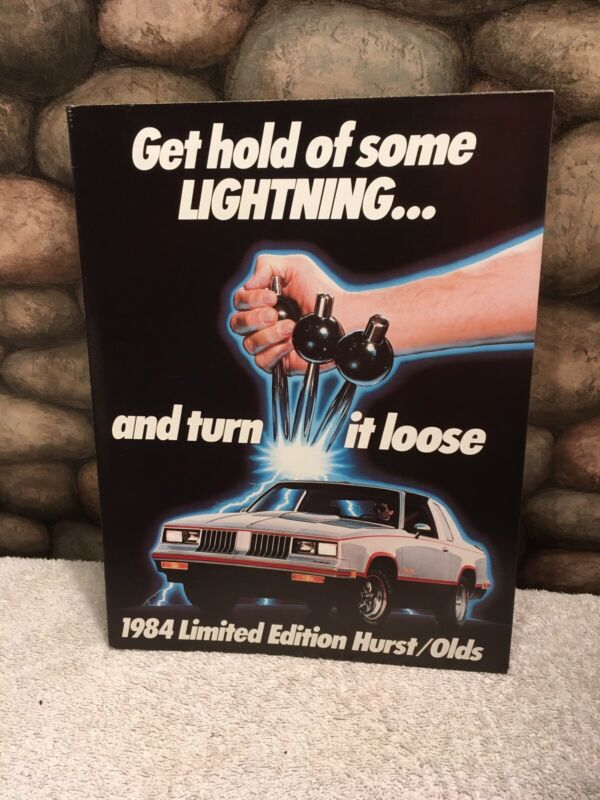 Get hold of some
LIGHTNING...
and turn it loose
1984 Limited Edition Hurst/Olds